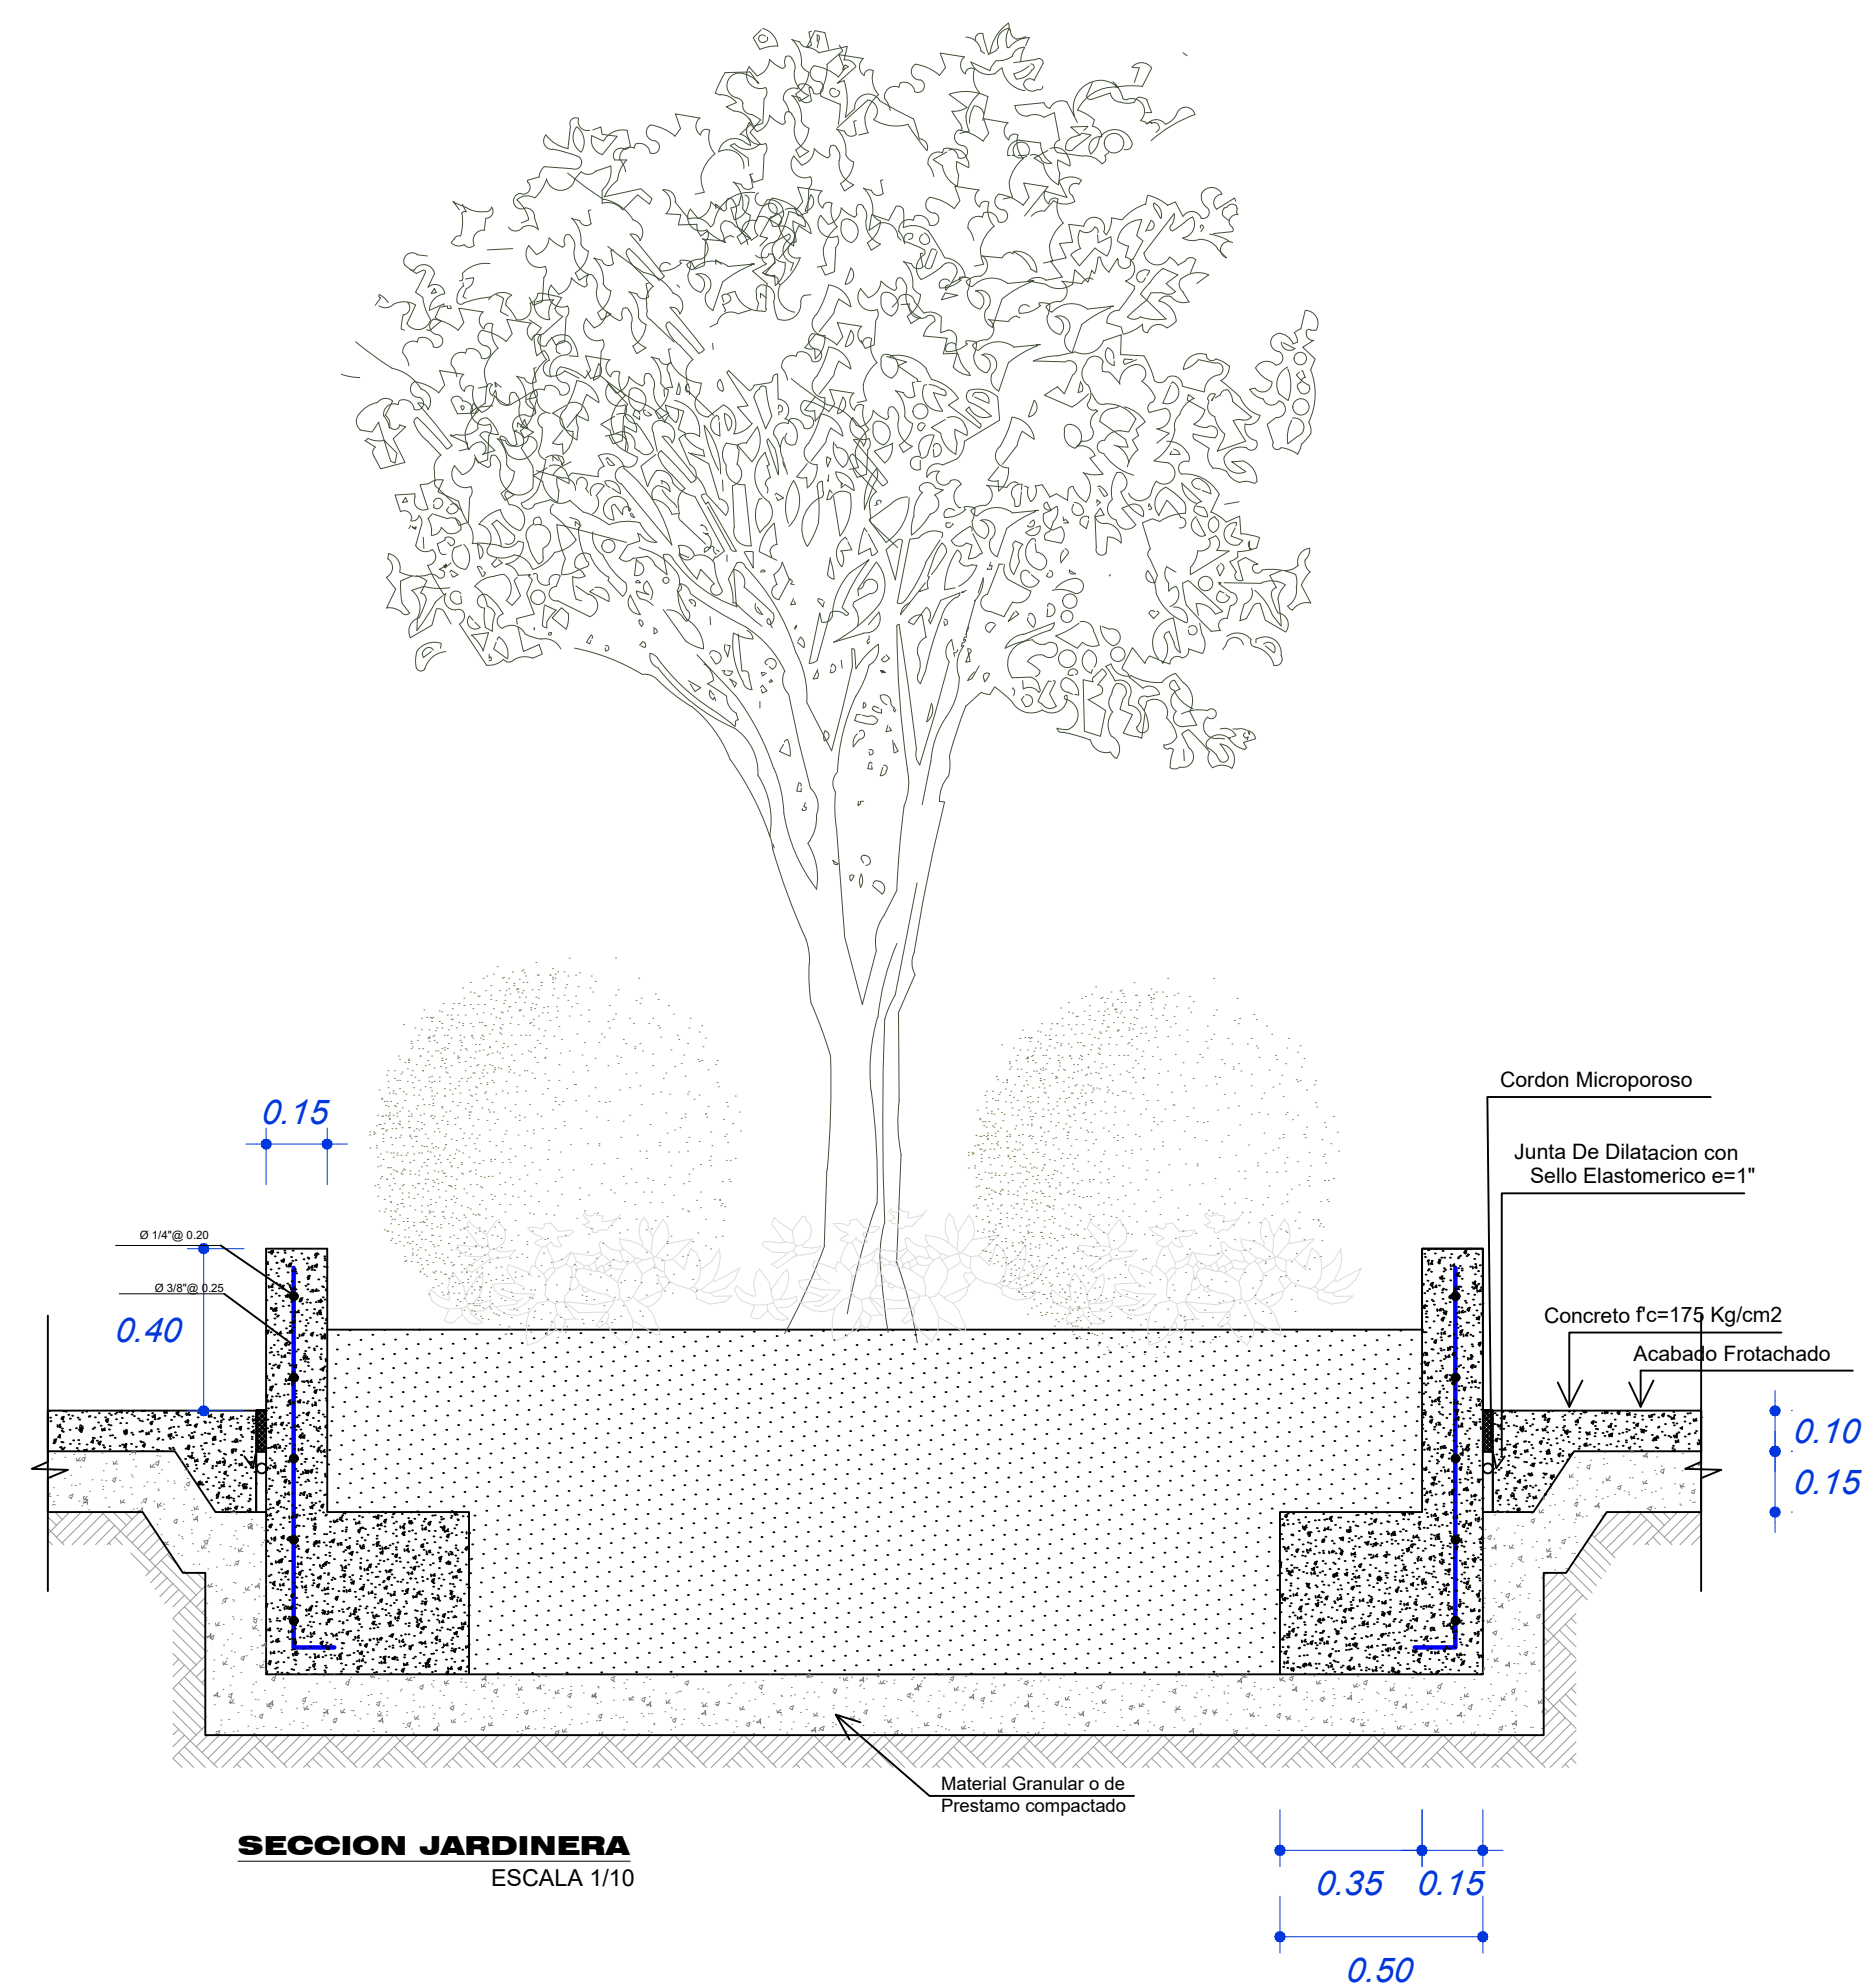 Cordon Microporoso
0.15
Junta De Dilatacion con
Sello Elastomerico e=1"
Ø 1/4"@ 0.20
Ø 3/8"@ 0.25
0.40
Concreto f'c=175 Kg/cm2
Acabado Frotachado
0.10
0.15
Material Granular o de
Prestamo compactado
SECCION JARDINERA
ESCALA 1/10
0.35 0.15
0.50